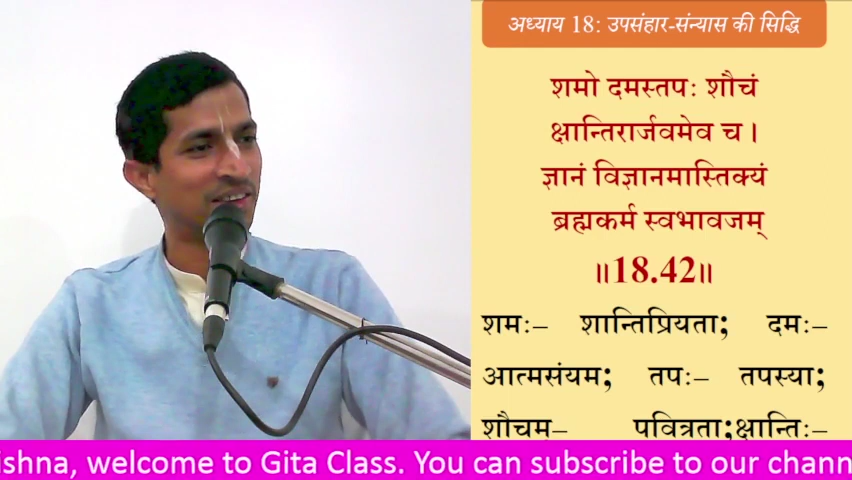 अध्याय 18: उपसंहार-संन्यास की सिद्धि
शमो दमस्तपः शौचं
क्षान्तिरार्जवमेव च।
ज्ञानं विज्ञानमास्तिक्यं
ब्रह्मकर्म स्वभावजम्
॥18.42॥
शमः– शान्तिप्रियता; दमः–
आत्मसंयम; तपः– तपस्या;
शौचम्– पवित्रता;क्षान्तिः–
ishna, welcome to Gita Class. You can subscribe to our chann